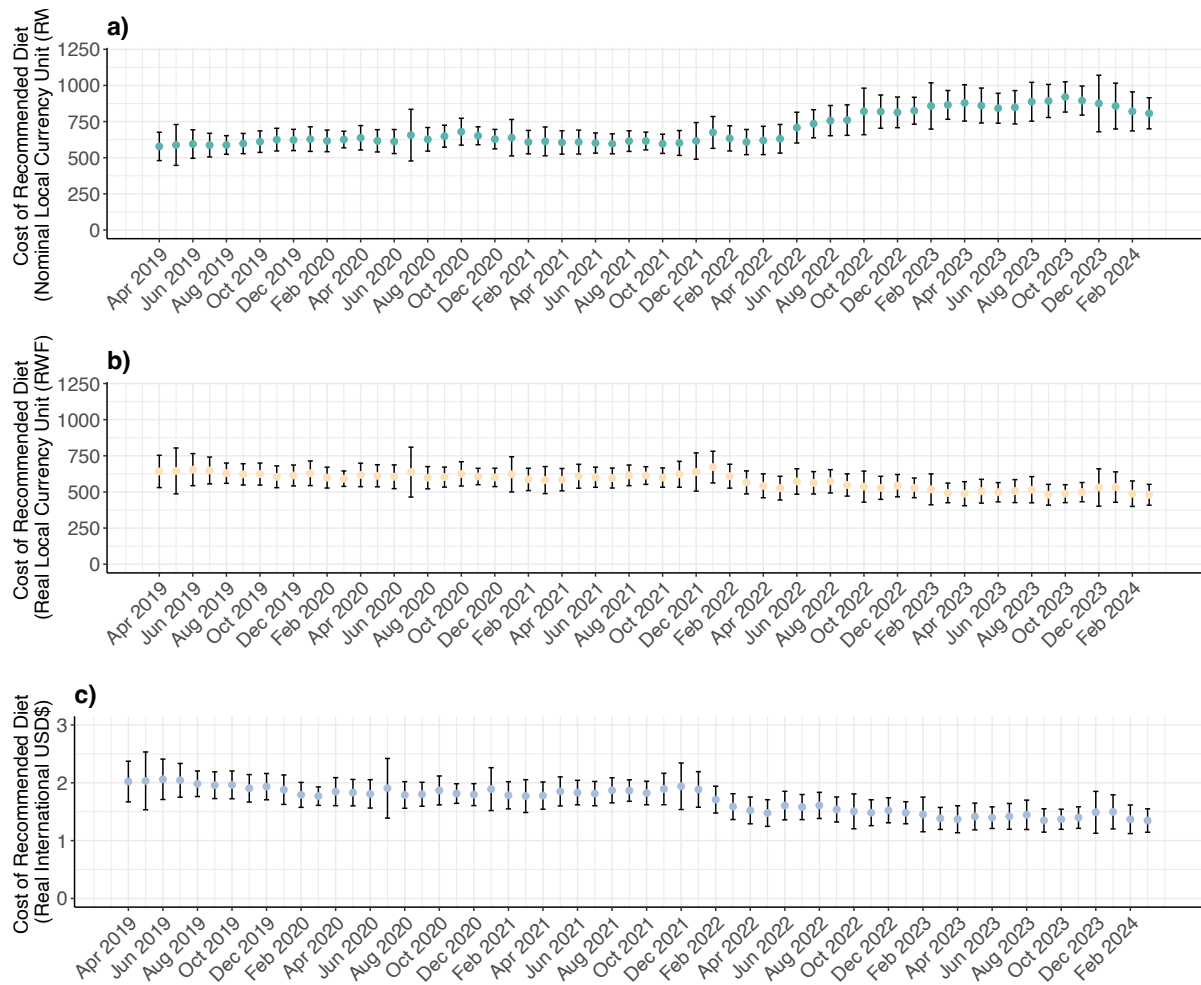 a)
Cost of Recommended Diet
(Nominal Local Currency Unit (RW
1250
1000
750
500
250
0
Apr 2019
Jun 2019
Aug 2019
Oct 2019
Dec 2019
Feb 2020
Apr 2020
Jun 2020
Aug 2020
Oct 2020
Dec 2020
Feb 2021
Apr 2021
Jun 2021
Aug 2021
Oct 2021
Dec 2021
Feb 2022
Apr 2022
Jun 2022
Aug 2022
Oct 2022
Dec 2022
Feb 2023
Apr 2023
Jun 2023
Aug 2023
Oct 2023
Dec 2023
Feb 2024
b)
Cost of Recommended Diet
(Real Local Currency Unit (RWF)
1250
1000
750
500
250
0
Apr 2019
Jun 2019
Aug 2019
Oct 2019
Dec 2019
Feb 2020
Apr 2020
Jun 2020
Aug 2020
Oct 2020
Dec 2020
Feb 2021
Apr 2021
Jun 2021
Aug 2021
Oct 2021
Dec 2021
Feb 2022
Apr 2022
Jun 2022
Aug 2022
Oct 2022
Dec 2022
Feb 2023
Apr 2023
Jun 2023
Aug 2023
Oct 2023
Dec 2023
Feb 2024
c)
Cost of Recommended Diet
(Real International USD$)
3
2
1
0
Apr 2019
Jun 2019
Aug 2019
Oct 2019
Dec 2019
Feb 2020
Apr 2020
Jun 2020
Aug 2020
Oct 2020
Dec 2020
Feb 2021
Apr 2021
Jun 2021
Aug 2021
Oct 2021
Dec 2021
Feb 2022
Apr 2022
Jun 2022
Aug 2022
Oct 2022
Dec 2022
Feb 2023
Apr 2023
Jun 2023
Aug 2023
Oct 2023
Dec 2023
Feb 2024